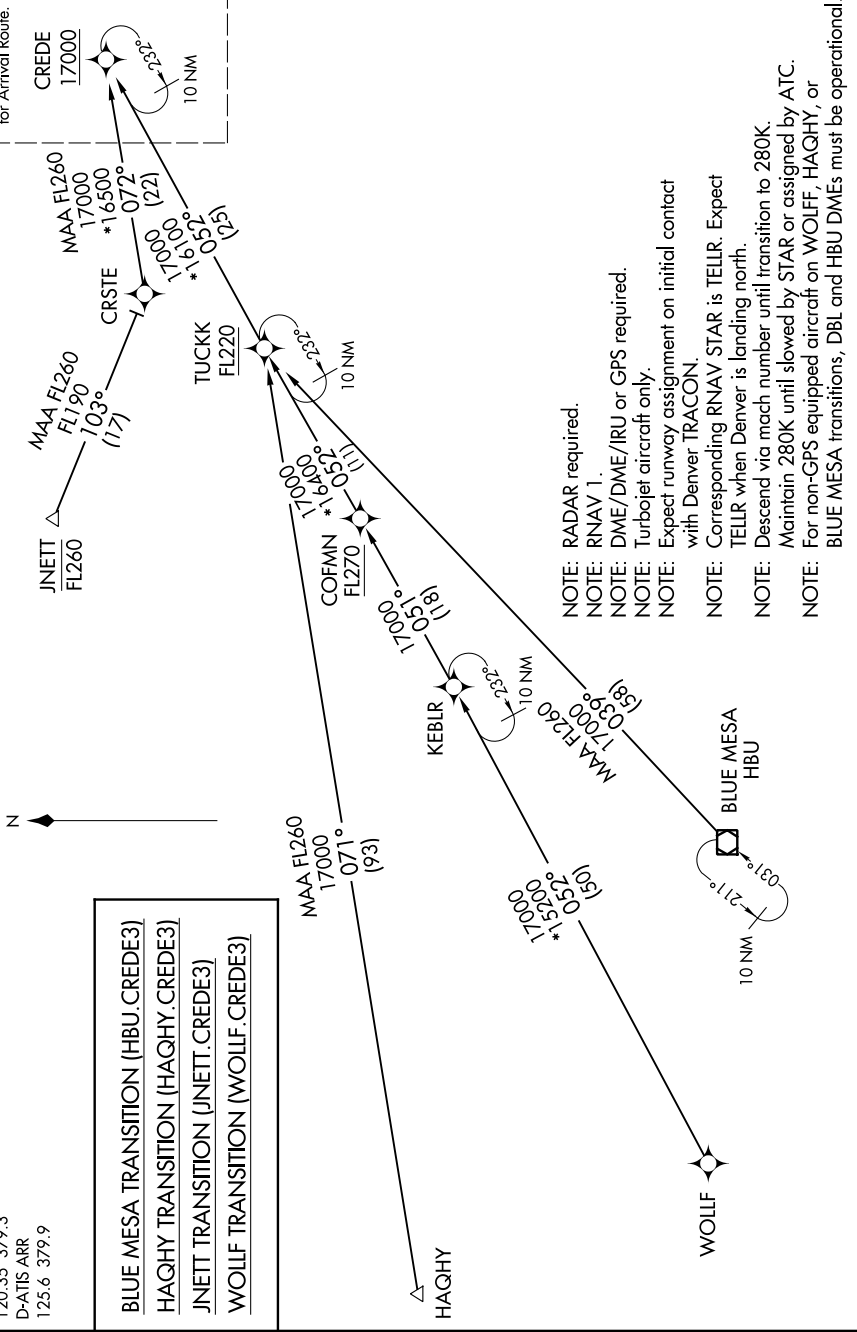 120.35 379.3
D-ATIS ARR
125.6 379.9
N
for Arrival Route.
CREDE
17000
232°
10 NM
MAA FL260
17000
*16500
072°
(22)
CRSTE
MAA FL260
FL190
103°
(17)
JNETT
FL260
17000
*16100
052°
(25)
TUCKK
FL220
232°
10 NM
17000
*16400
052°
(11)
COFMN
FL270
17000
051°
(18)
KEBLR
232°
10 NM
MAA FL260
17000
071°
(93)
HAQHY
MAA FL260
17000
039°
(58)
17000
*15200
052°
(50)
WOLLF
BLUE MESA
HBU
211°
031°
10 NM
BLUE MESA TRANSITION (HBU.CREDE3)
HAQHY TRANSITION (HAQHY.CREDE3)
JNETT TRANSITION (JNETT.CREDE3)
WOLLF TRANSITION (WOLLF.CREDE3)
NOTE: RADAR required.
NOTE: RNAV 1.
NOTE: DME/DME/IRU or GPS required.
NOTE: Turbojet aircraft only.
NOTE: Expect runway assignment on initial contact
with Denver TRACON.
NOTE: Corresponding RNAV STAR is TELLR. Expect
TELLR when Denver is landing north.
NOTE: Descend via mach number until transition to 280K.
Maintain 280K until slowed by STAR or assigned by ATC.
NOTE: For non-GPS equipped aircraft on WOLFF, HAQHY, or
BLUE MESA transitions, DBL and HBU DMEs must be operational.